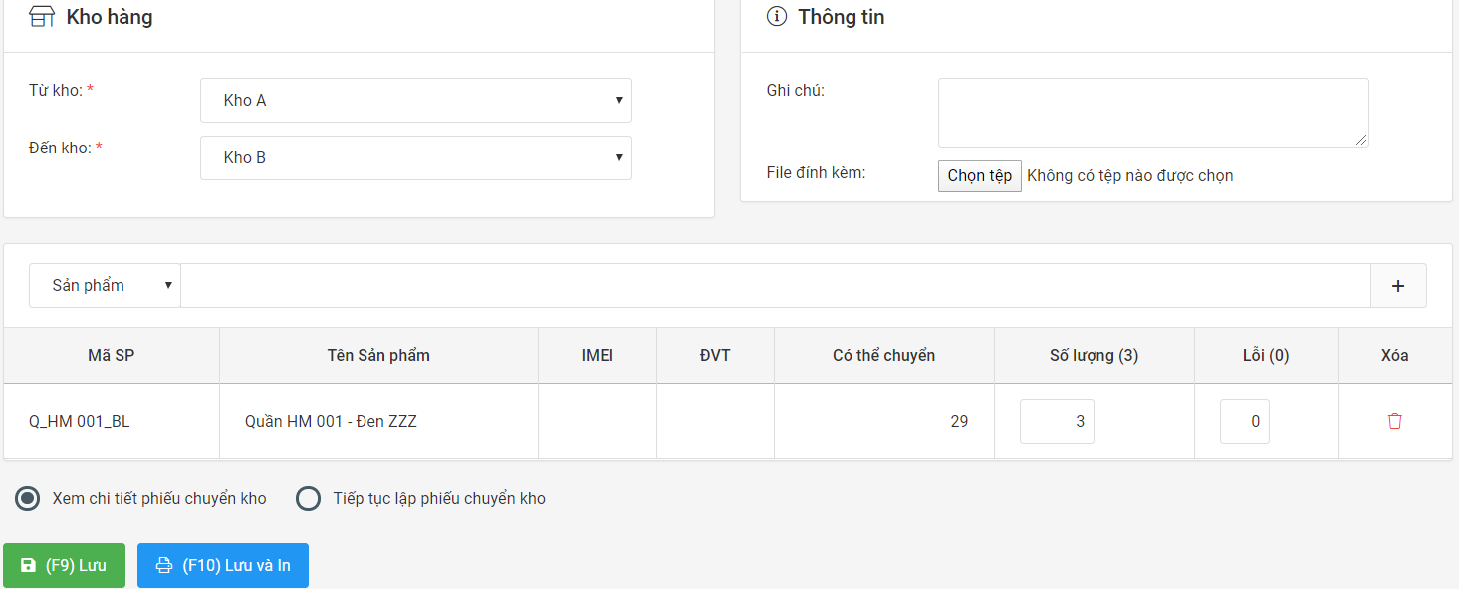 Kho hàng
Từ kho: *
Kho A
Đến kho: *
Kho B
Thông tin
Ghi chú:
File đính kèm:
Chọn tệp Không có tệp nào được chọn
Sản phẩm
+
Mã SP Tên Sản phẩm IMEI ĐVT Có thể chuyển Số lượng (3) Lỗi (0) Xóa
Q_HM 001_BL Quần HM 001 - Đen ZZZ 29 3 0
Xem chi tiết phiếu chuyển kho Tiếp tục lập phiếu chuyển kho
(F9) Lưu (F10) Lưu và In